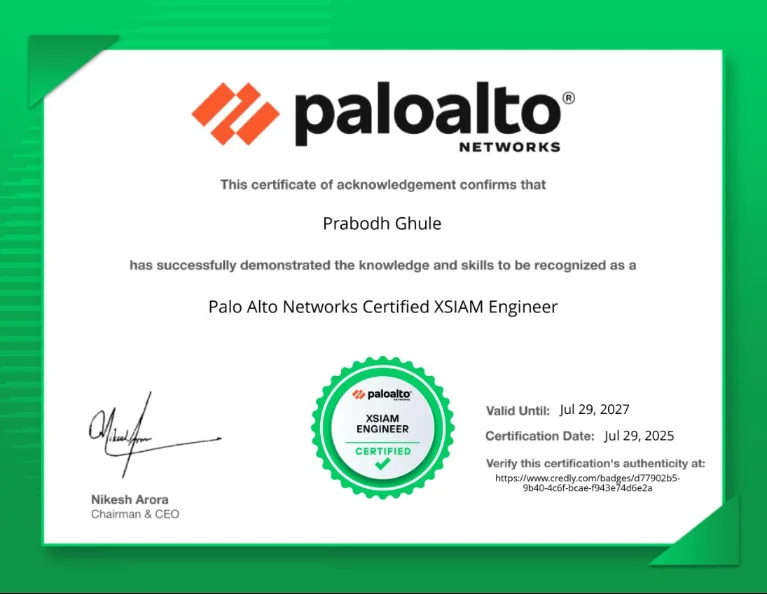 paloalto®
NETWORKS
This certificate of acknowledgement confirms that
Prabodh Ghule
has successfully demonstrated the knowledge and skills to be recognized as a
Palo Alto Networks Certified XSIAM Engineer
paloalto
NETWORKS
XSIAM
ENGINEER
CERTIFIED
Nikesh Arora
Chairman & CEO
Valid Until: Jul 29, 2027
Certification Date: Jul 29, 2025
Verify this certification's authenticity at:
https://www.credly.com/badges/d77902b5-
9b40-4c6f-bcae-f943e74d6e2a